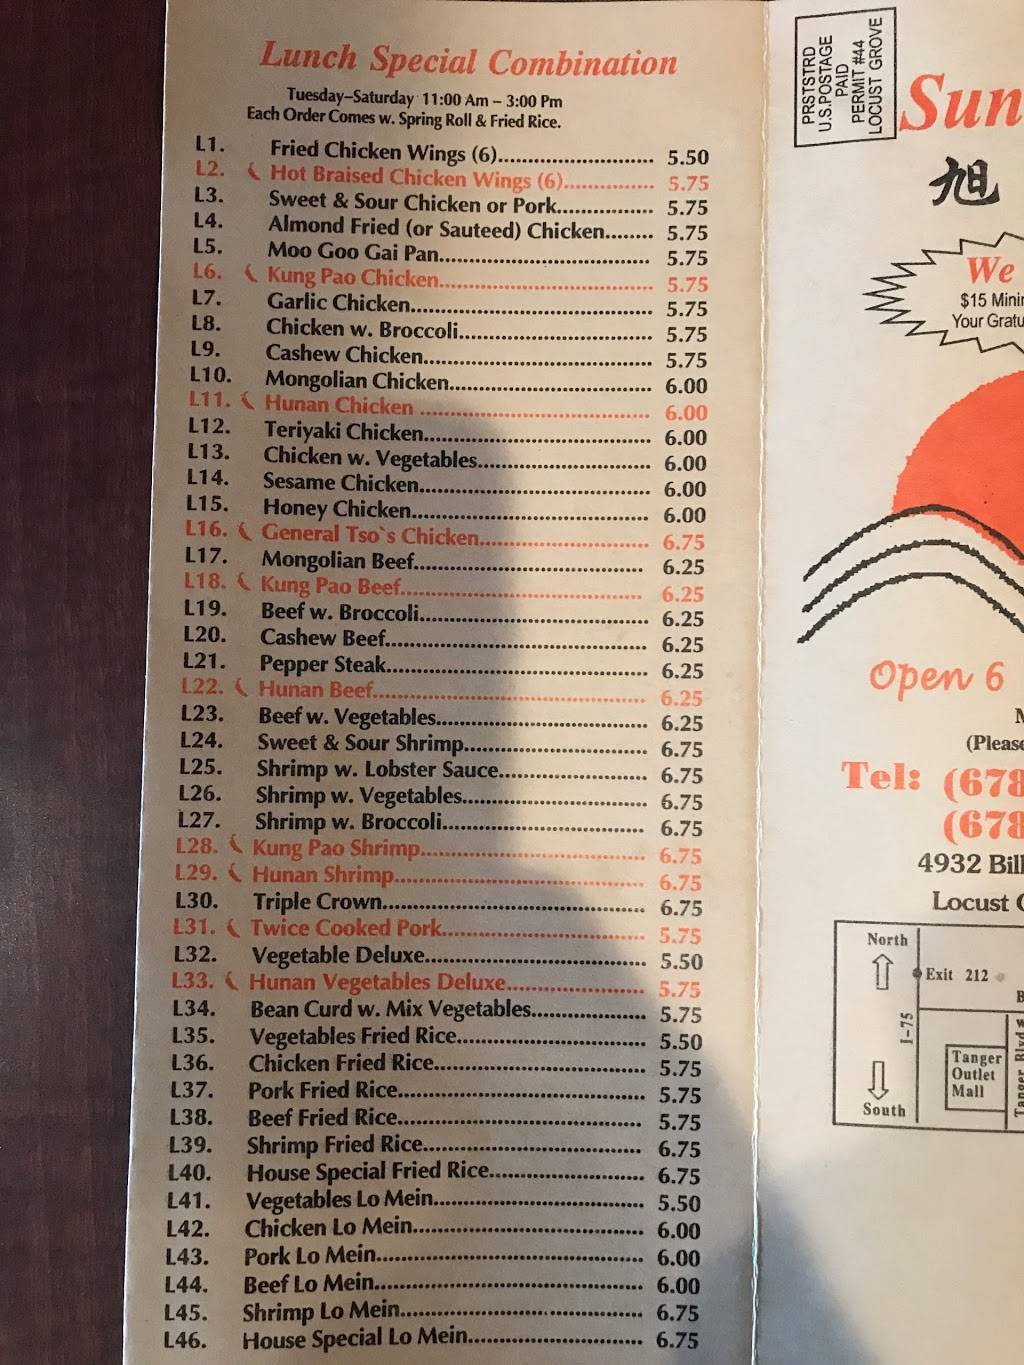 Lunch Special Combination
Tuesday–Saturday 11:00 Am – 3:00 Pm
Each Order Comes w. Spring Roll & Fried Rice.
L1. Fried Chicken Wings (6)........................... 5.50
L2. Hot Braised Chicken Wings (6)............... 5.75
L3. Sweet & Sour Chicken or Pork................ 5.75
L4. Almond Fried (or Sauteed) Chicken........ 5.75
L5. Moo Goo Gai Pan................................... 5.75
L6. Kung Pao Chicken................................... 5.75
L7. Garlic Chicken........................................ 5.75
L8. Chicken w. Broccoli................................ 5.75
L9. Cashew Chicken...................................... 5.75
L10. Mongolian Chicken.................................. 6.00
L11. Hunan Chicken ....................................... 6.00
L12. Teriyaki Chicken...................................... 6.00
L13. Chicken w. Vegetables............................. 6.00
L14. Sesame Chicken....................................... 6.00
L15. Honey Chicken........................................ 6.00
L16. General Tso`s Chicken............................. 6.75
L17. Mongolian Beef....................................... 6.25
L18. Kung Pao Beef......................................... 6.25
L19. Beef w. Broccoli...................................... 6.25
L20. Cashew Beef............................................ 6.25
L21. Pepper Steak............................................ 6.25
L22. Hunan Beef.............................................. 6.25
L23. Beef w. Vegetables................................... 6.25
L24. Sweet & Sour Shrimp............................... 6.75
L25. Shrimp w. Lobster Sauce......................... 6.75
L26. Shrimp w. Vegetables............................... 6.75
L27. Shrimp w. Broccoli.................................. 6.75
L28. Kung Pao Shrimp...................................... 6.75
L29. Hunan Shrimp.......................................... 6.75
L30. Triple Crown............................................ 6.75
L31. Twice Cooked Pork.................................. 5.75
L32. Vegetable Deluxe..................................... 5.50
L33. Hunan Vegetables Deluxe....................... 5.75
L34. Bean Curd w. Mix Vegetables................... 5.75
L35. Vegetables Fried Rice............................... 5.50
L36. Chicken Fried Rice................................... 5.75
L37. Pork Fried Rice......................................... 5.75
L38. Beef Fried Rice......................................... 5.75
L39. Shrimp Fried Rice..................................... 6.75
L40. House Special Fried Rice.......................... 6.75
L41. Vegetables Lo Mein.................................. 5.50
L42. Chicken Lo Mein...................................... 6.00
L43. Pork Lo Mein............................................ 6.00
L44. Beef Lo Mein............................................ 6.00
L45. Shrimp Lo Mein........................................ 6.75
L46. House Special Lo Mein............................. 6.75
PRSTSTRD
U.S.POSTAGE
PAID
PERMIT #44
LOCUST GROVE
Sun
旭
We
$15 Minim
Your Gratu
Open 6
M
(Please
Tel: (678
(678
4932 Bill
Locust G
North
Exit 212
I-75
B
Tanger
Outlet
Mall
Tanger Blvd
South